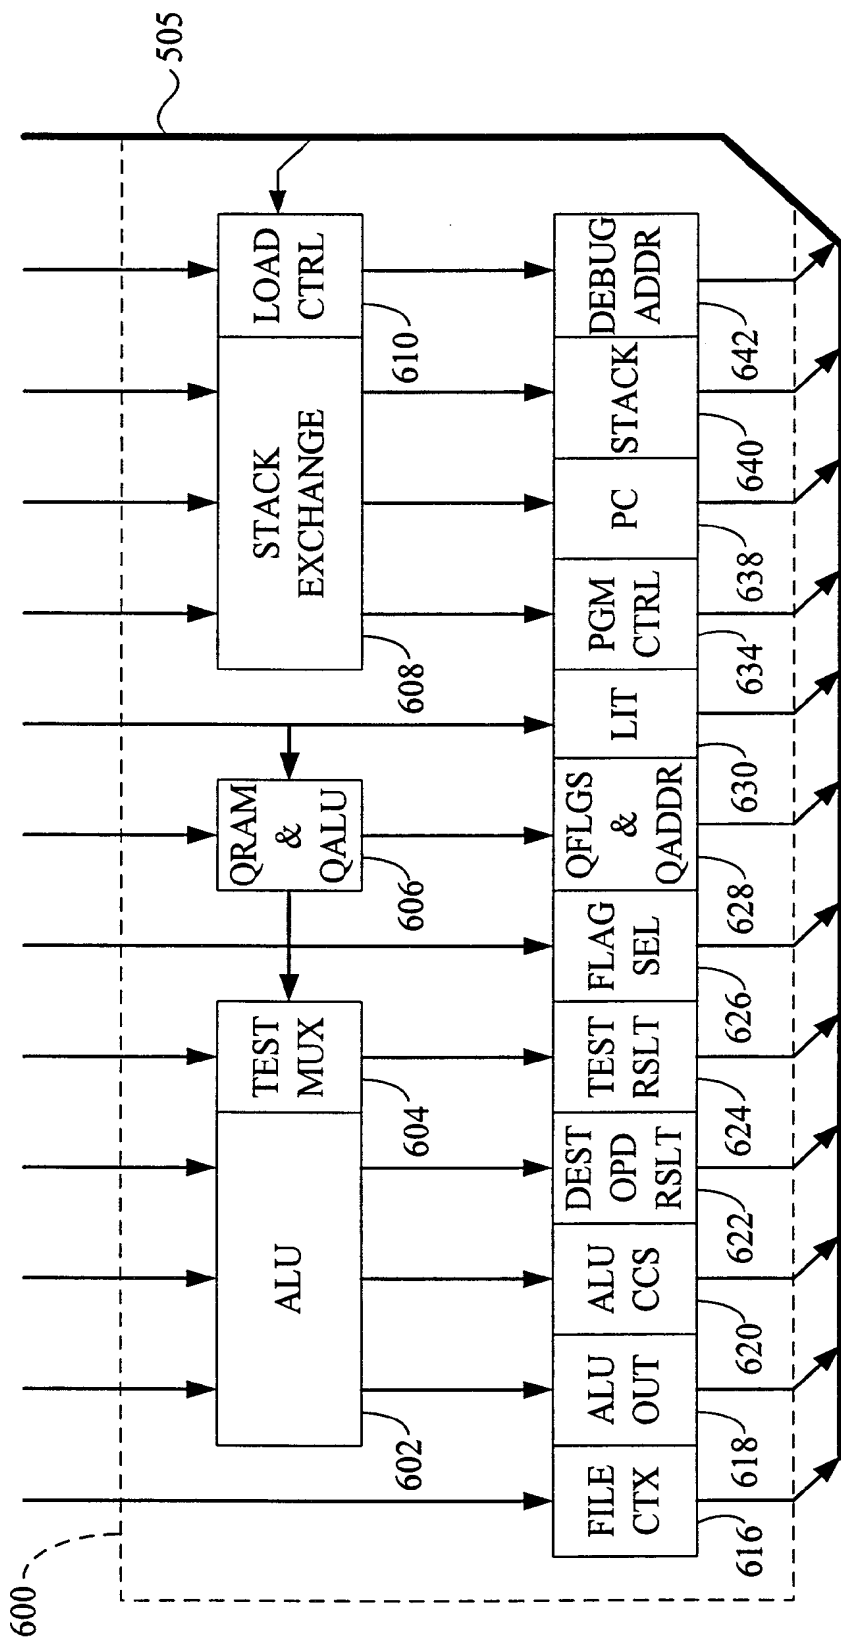 600
505
ALU
602
TEST
MUX
604
QRAM
&
QALU
606
STACK
EXCHANGE
608
LOAD
CTRL
610
FILE
CTX
616
ALU
OUT
618
ALU
CCS
620
DEST
OPD
RSLT
622
TEST
RSLT
624
FLAG
SEL
626
QFLGS
&
QADDR
628
LIT
630
PGM
CTRL
634
PC
638
STACK
640
DEBUG
ADDR
642